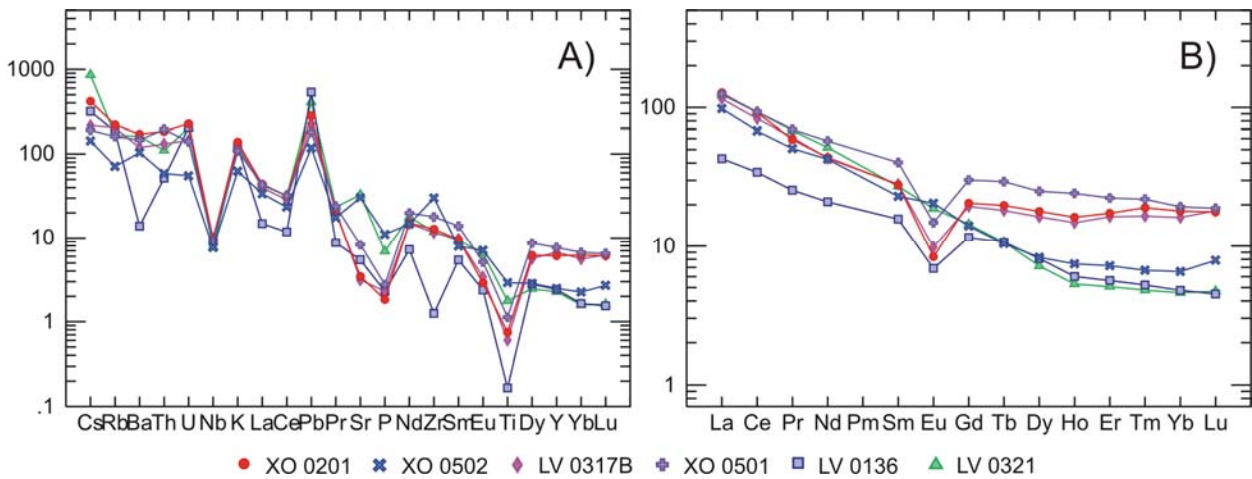 A)
1000
100
10
1
.1
Cs Rb Ba Th U Nb K La Ce Pb Pr Sr P Nd Zr Sm Eu Ti Dy Y Yb Lu
B)
100
10
1
La Ce Pr Nd Pm Sm Eu Gd Tb Dy Ho Er Tm Yb Lu
XO 0201 XO 0502 LV 0317B XO 0501 LV 0136 LV 0321